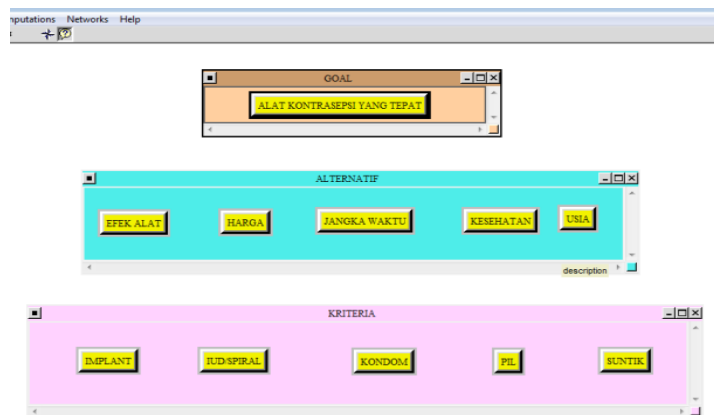 Networks Help
GOAL
ALAT KONTRASEPSI YANG TEPAT
ALTERNATIF
EFEK ALAT HARGA JANGKA WAKTU KESEHATAN USIA
description
KRITERIA
IMPLANT IUD/SPIRAL KONDOM PIL SUNTIK